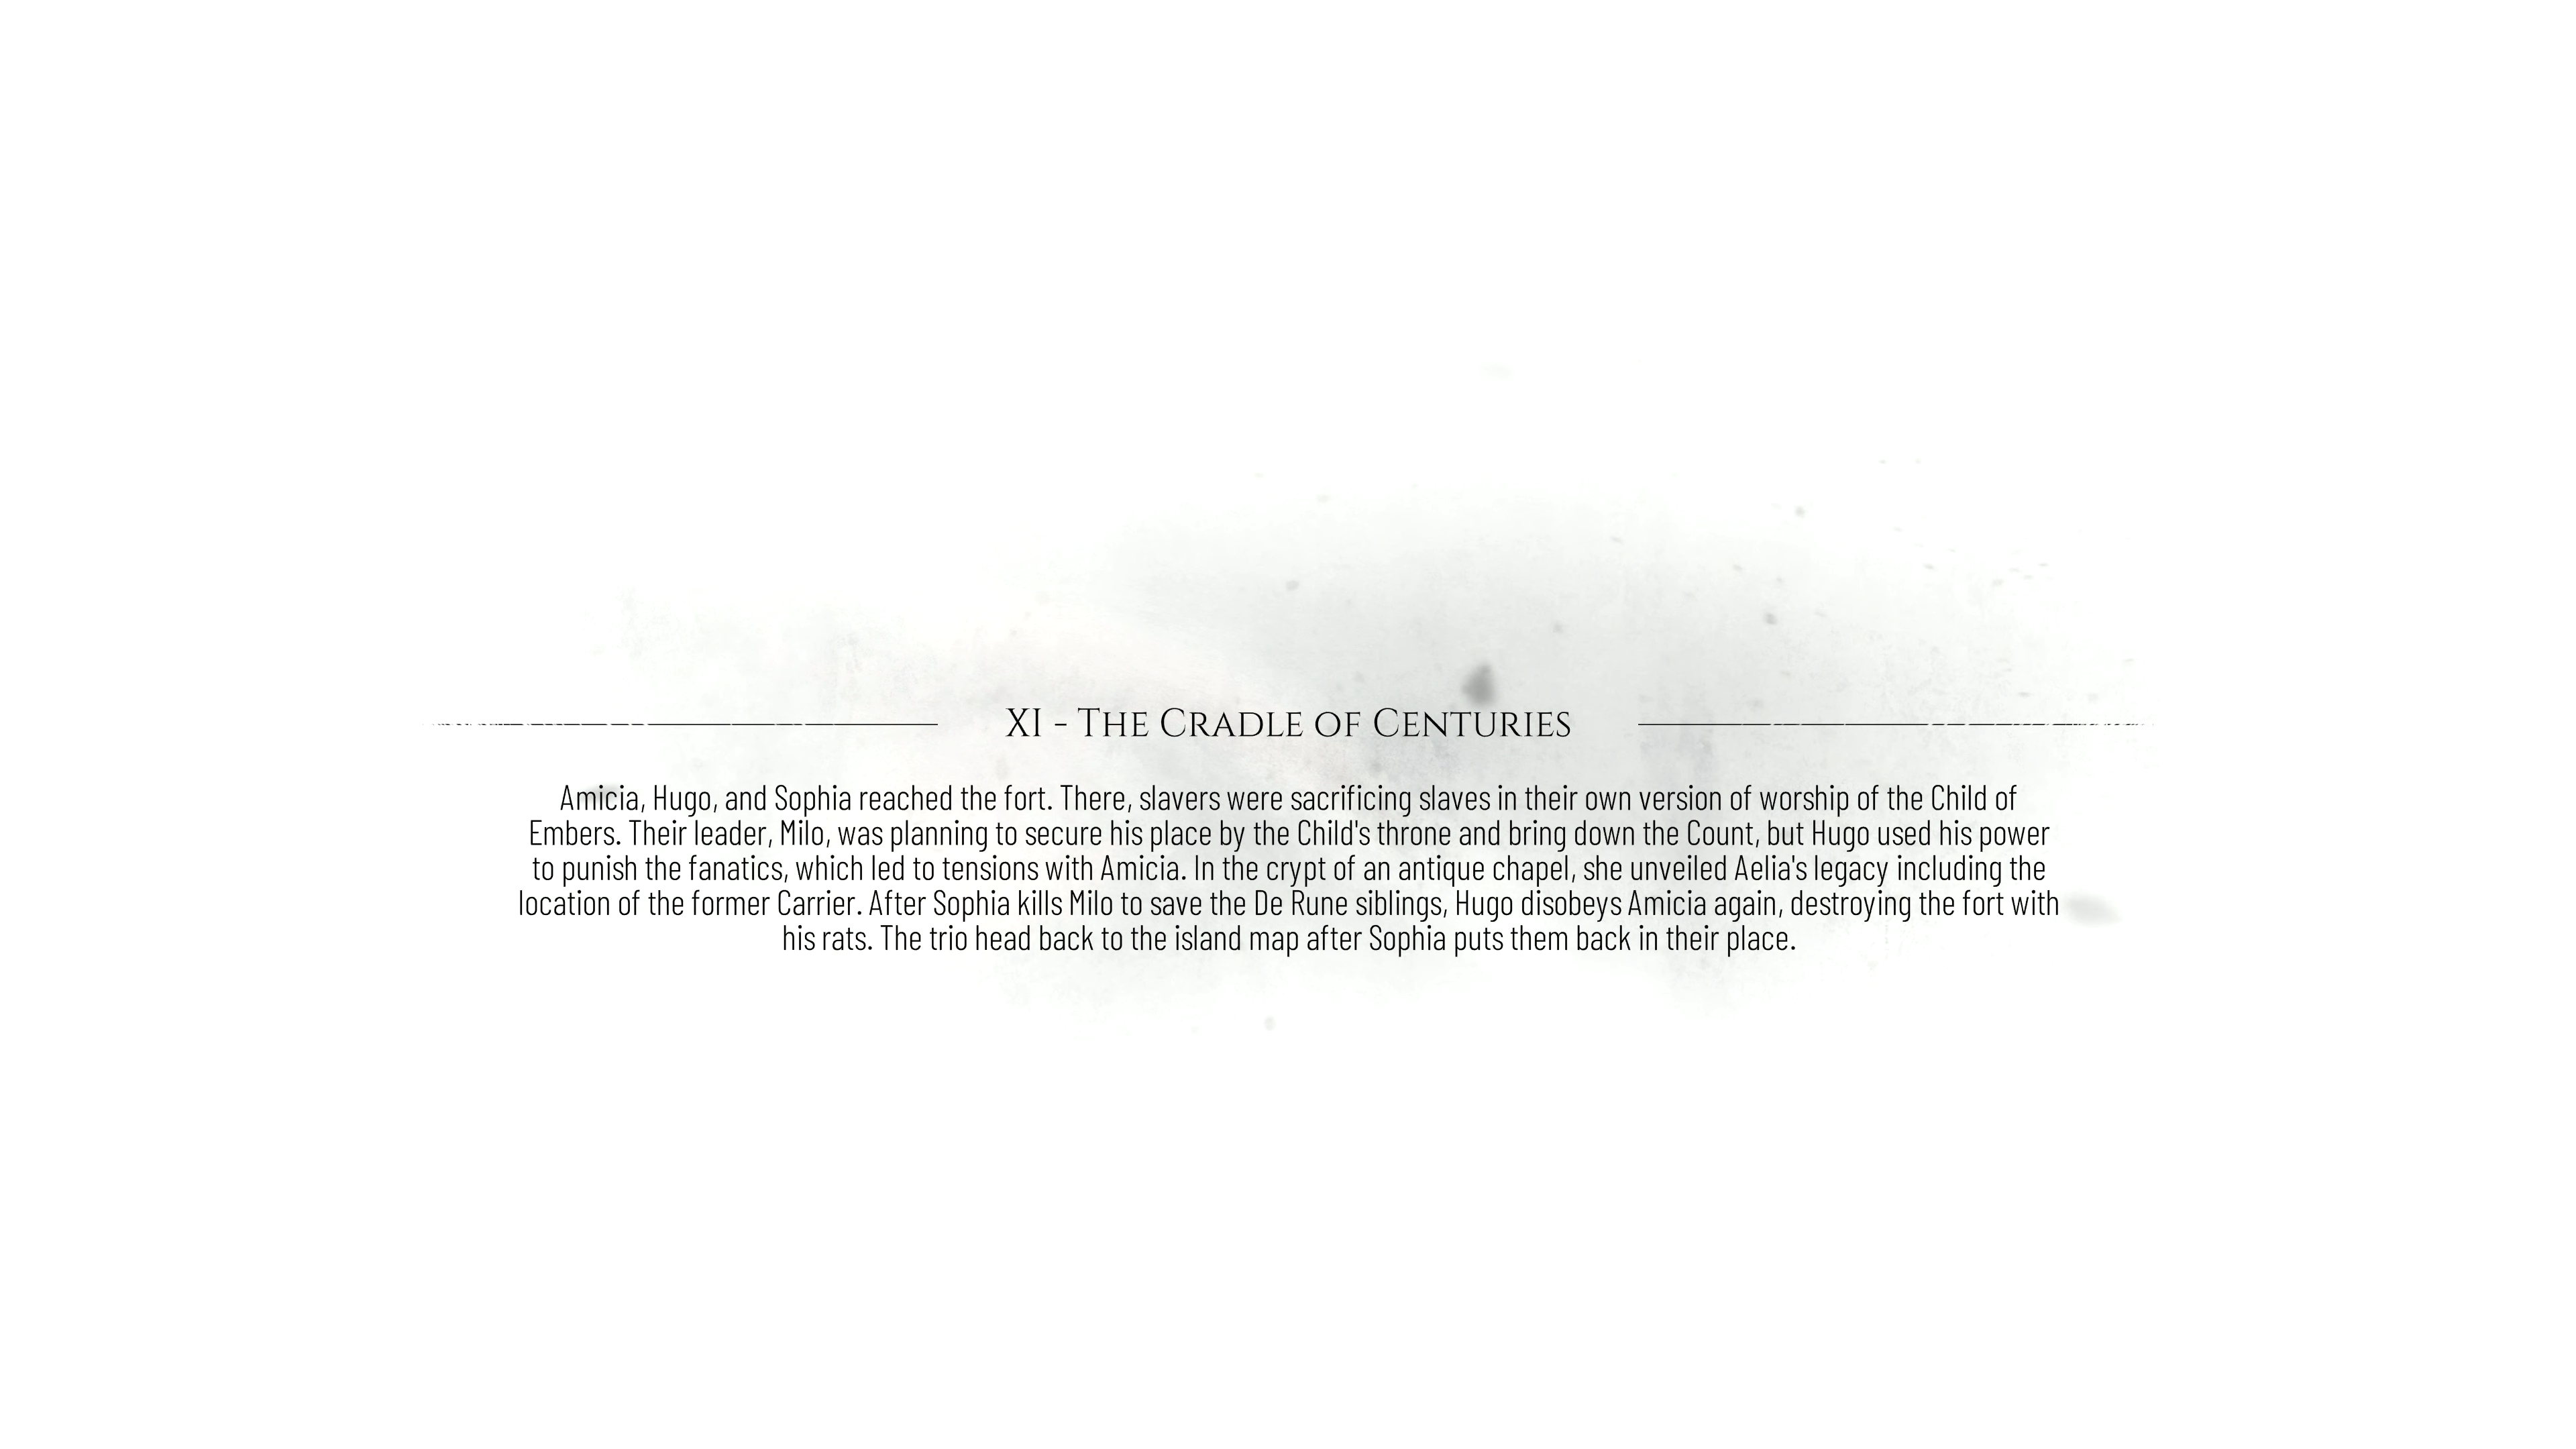 XI - The Cradle of Centuries
Amicia, Hugo, and Sophia reached the fort. There, slavers were sacrificing slaves in their own version of worship of the Child of
Embers. Their leader, Milo, was planning to secure his place by the Child's throne and bring down the Count, but Hugo used his power
to punish the fanatics, which led to tensions with Amicia. In the crypt of an antique chapel, she unveiled Aelia's legacy including the
location of the former Carrier. After Sophia kills Milo to save the De Rune siblings, Hugo disobeys Amicia again, destroying the fort with
his rats. The trio head back to the island map after Sophia puts them back in their place.